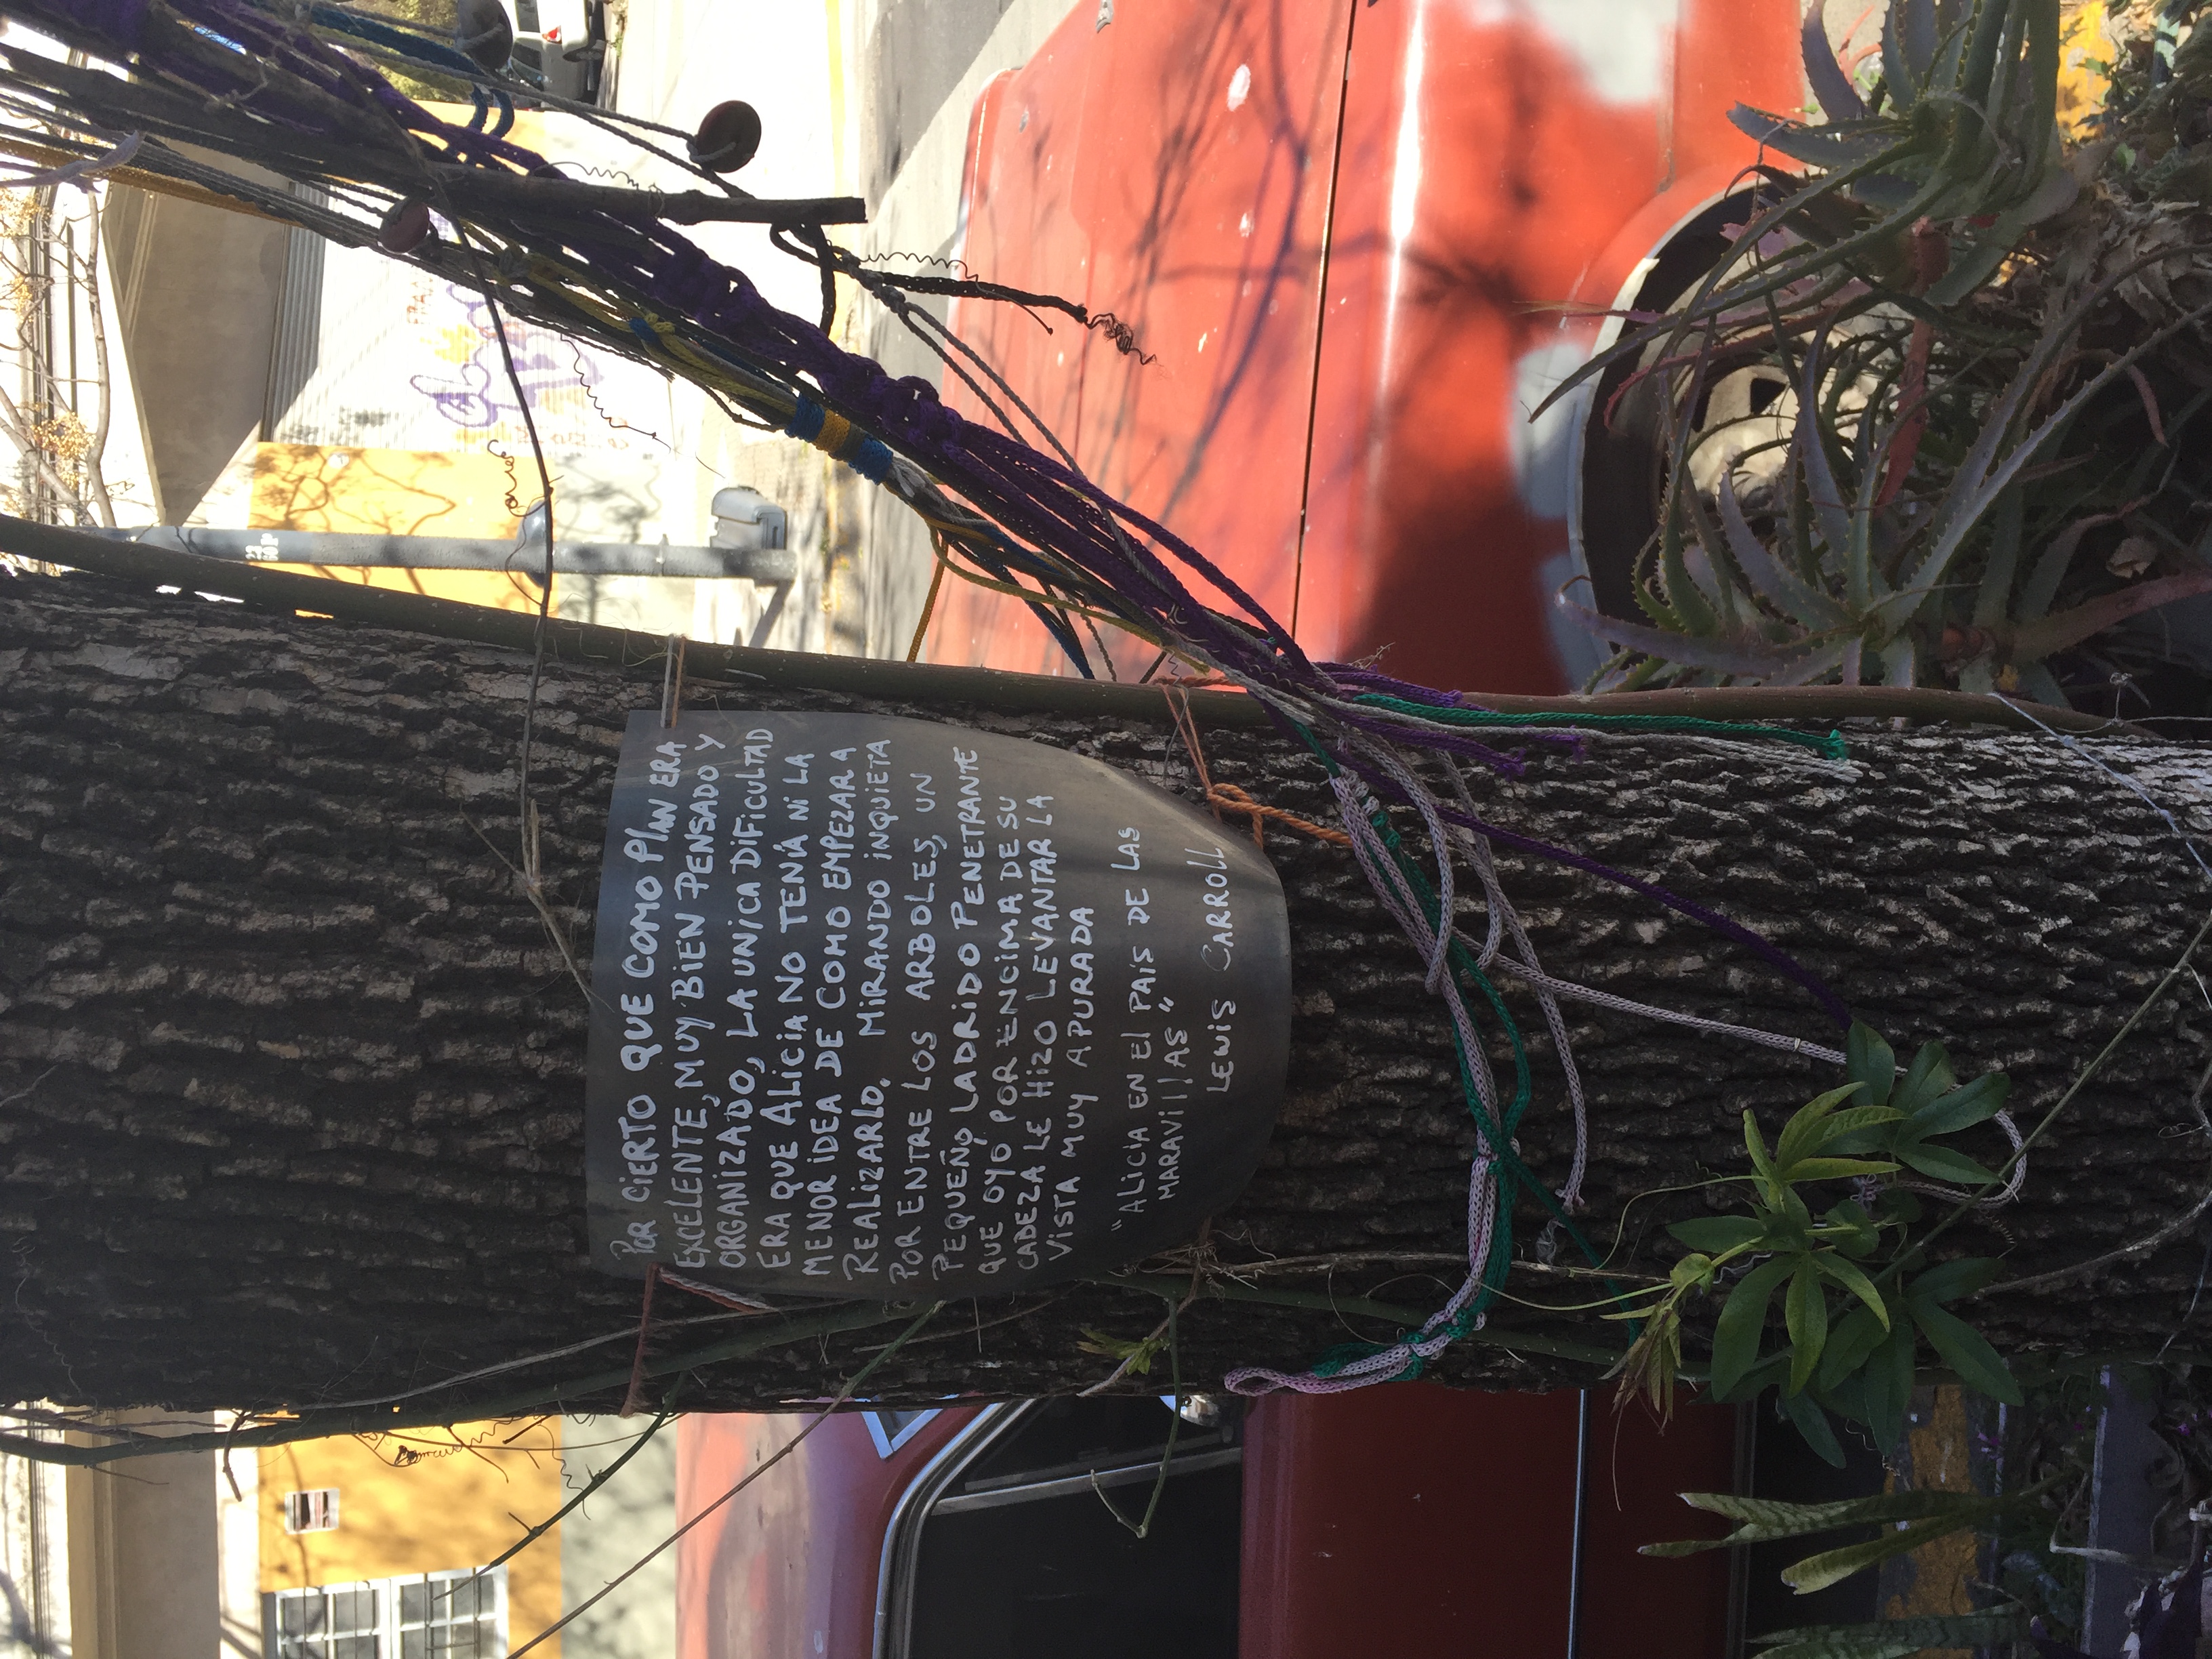 POR CIERTO QUE COMO PlAN ERA
EXCELENTE, MUY BIEN PENSADO Y
ORGANIZADO, LA UNICA DIFICULTAD
ERA QUE ALICIA NO TENÍA NI LA
MENOR IDEA DE COMO EMPEZAR A
REALIZARLO. MIRANDO INQUIETA
POR ENTRE LOS ARBOLES, UN
PEQUEÑO LADRIDO PENETRANTE
QUE OYO POR ENCIMA DE SU
CABEZA LE HIZO LEVANTAR LA
VISTA MUY APURADA
"ALICIA EN El PAÍS DE LAS
MARAVIllAS"
LEWIS CARROLL